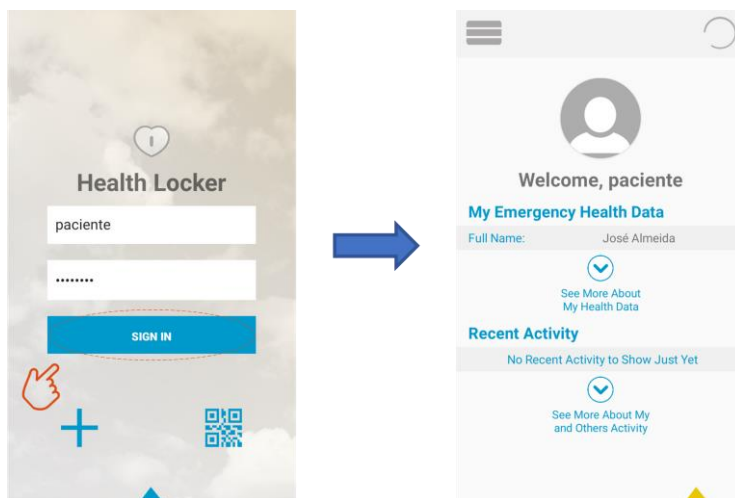 Health Locker
paciente
••••••••
SIGN IN
Welcome, paciente
My Emergency Health Data
Full Name: José Almeida
See More About
My Health Data
Recent Activity
No Recent Activity to Show Just Yet
See More About My
and Others Activity